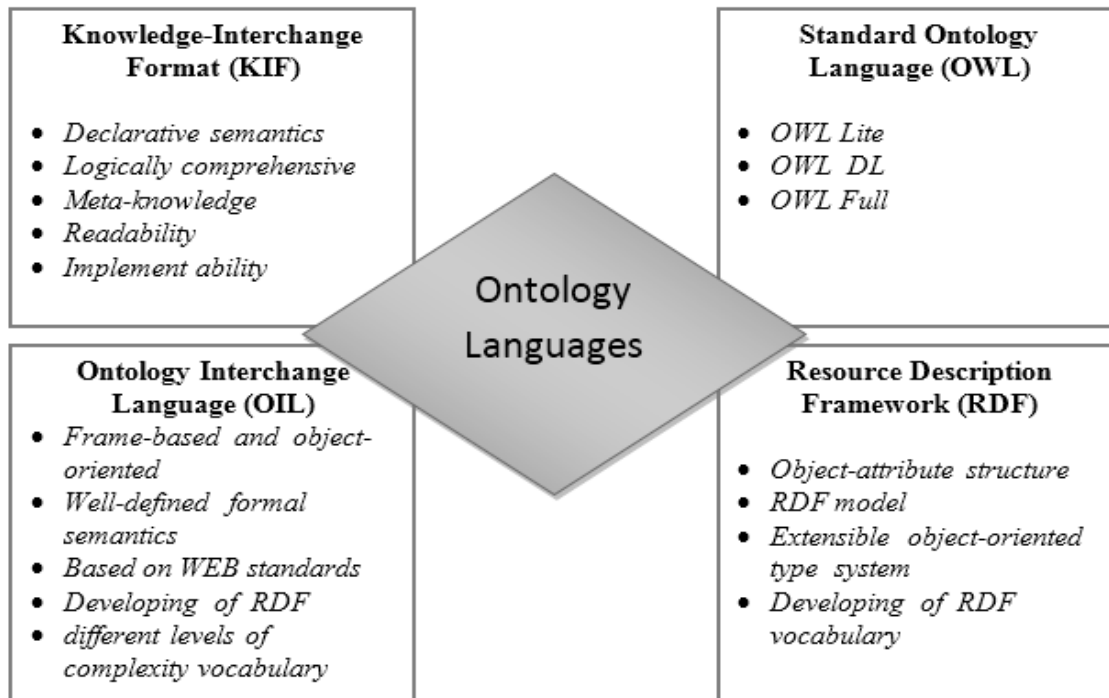 Knowledge-Interchange
Format (KIF)
• Declarative semantics
• Logically comprehensive
• Meta-knowledge
• Readability
• Implement ability
Standard Ontology
Language (OWL)
• OWL Lite
• OWL DL
• OWL Full
Ontology
Languages
Ontology Interchange
Language (OIL)
• Frame-based and object-
oriented
• Well-defined formal
semantics
• Based on WEB standards
• Developing of RDF
• different levels of
complexity vocabulary
Resource Description
Framework (RDF)
• Object-attribute structure
• RDF model
• Extensible object-oriented
type system
• Developing of RDF
vocabulary